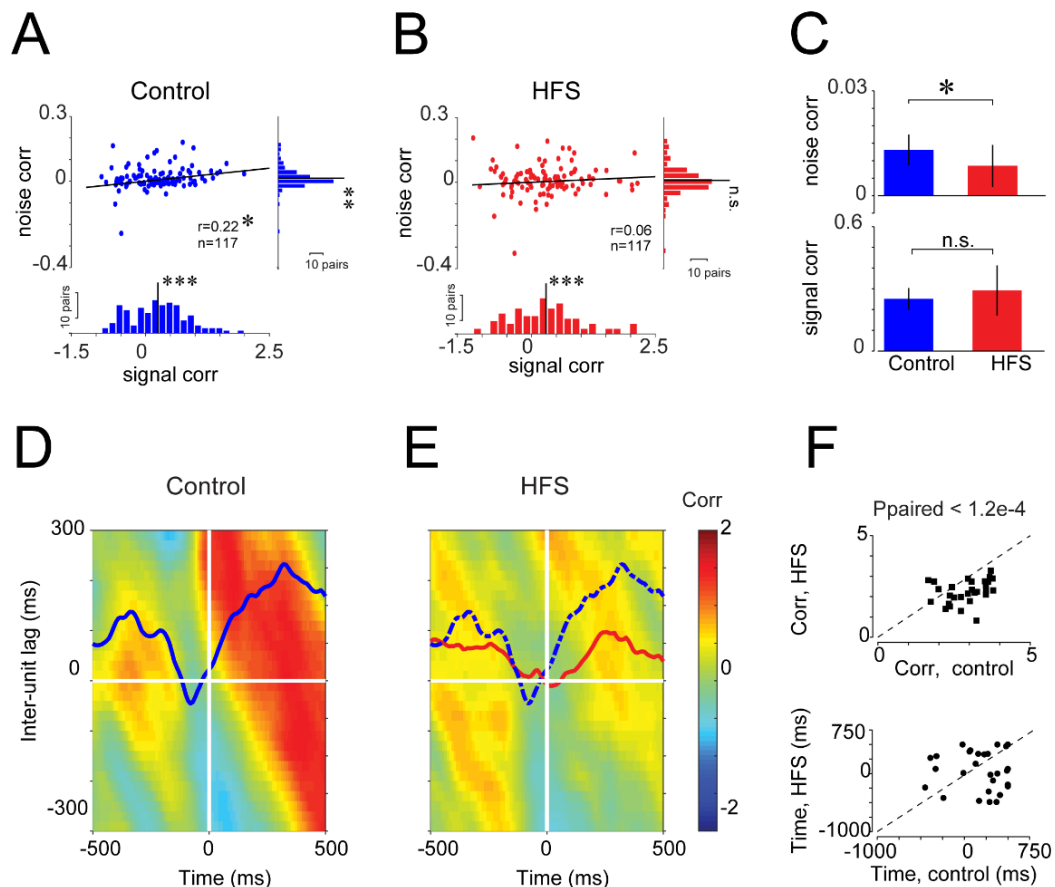 A
B
C
Control
HFS
0.3
0
-0.4
noise corr
r=0.22 *
n=117
**
10 pairs
***
10 pairs
-1.5
0
2.5
signal corr
0.3
0
-0.4
noise corr
r=0.06
n=117
n.s.
10 pairs
***
10 pairs
-1.5
0
2.5
signal corr
0.03
*
noise corr
0
0.6
n.s.
signal corr
0
Control
HFS
D
E
F
Control
HFS
Corr
300
0
-300
Inter-unit lag (ms)
-500
0
500
Time (ms)
-500
0
500
Time (ms)
2
0
-2
Ppaired < 1.2e-4
5
Corr, HFS
0
0
5
Corr, control
750
0
-1000
Time, HFS (ms)
-1000
0
750
Time, control (ms)